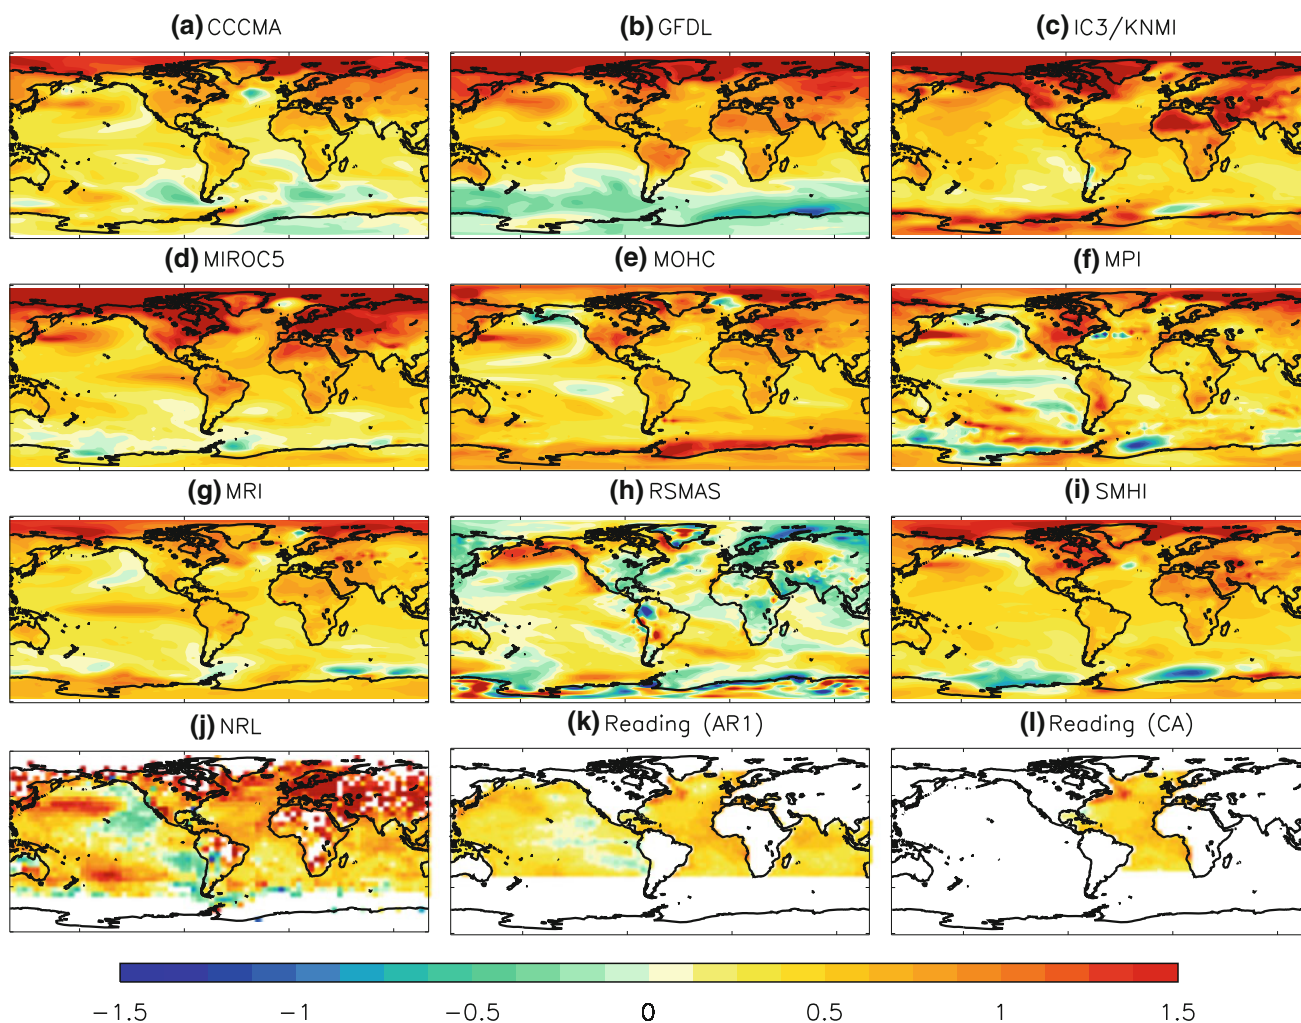 (a) CCCMA
(b) GFDL
(c) IC3/KNMI
(d) MIROC5
(e) MOHC
(f) MPI
(g) MRI
(h) RSMAS
(i) SMHI
(j) NRL
(k) Reading (AR1)
(l) Reading (CA)
−1.5 −1 −0.5 0 0.5 1 1.5